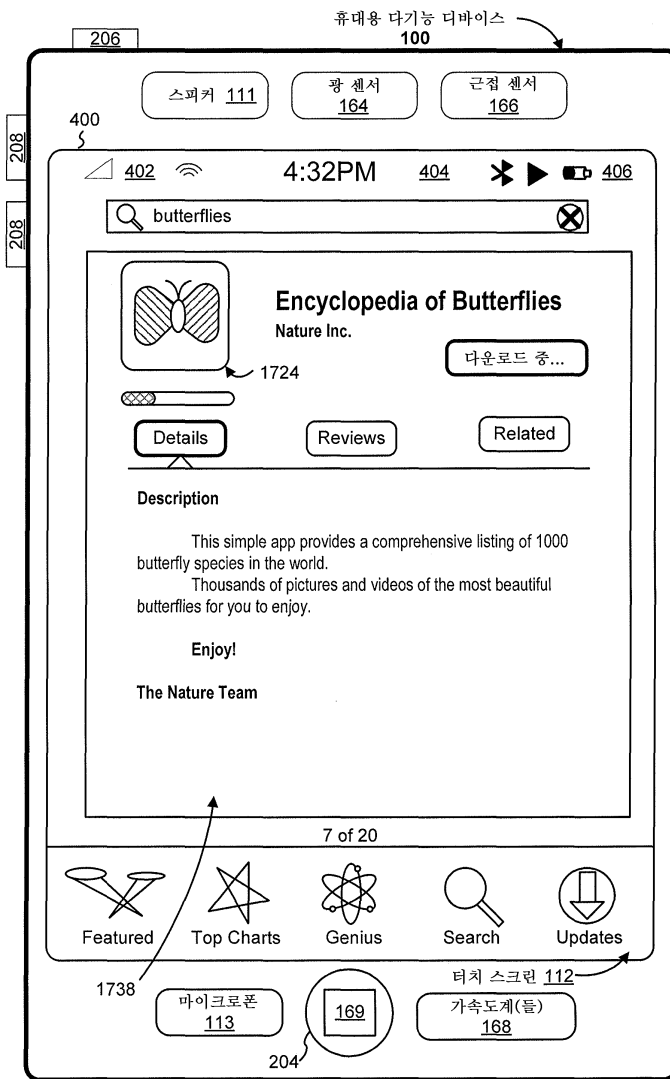 휴대용 다기능 디바이스
100
206
스피커 111
광 센서
164
근접 센서
166
400
208
208
402
4:32PM
404
406
butterflies
Encyclopedia of Butterflies
Nature Inc.
다운로드 중...
1724
Details
Reviews
Related
Description
This simple app provides a comprehensive listing of 1000
butterfly species in the world.
Thousands of pictures and videos of the most beautiful
butterflies for you to enjoy.
Enjoy!
The Nature Team
7 of 20
Featured
Top Charts
Genius
Search
Updates
1738
터치 스크린 112
마이크로폰
113
169
204
가속도계(들)
168